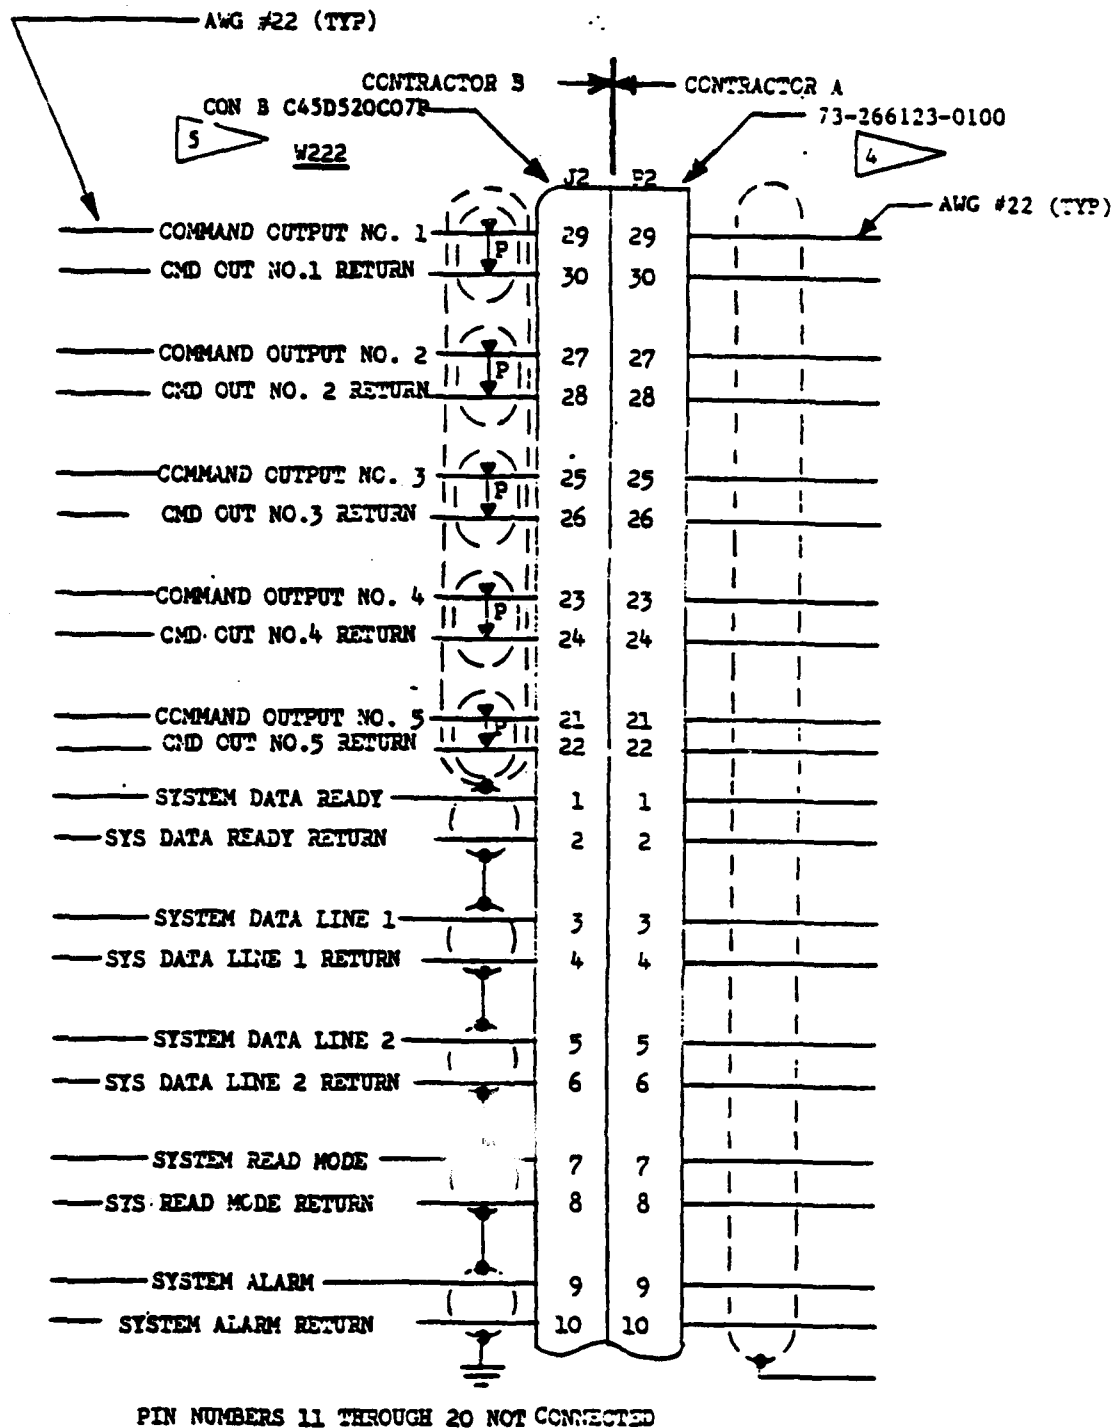 AWG #22 (TYP)
CONTRACTOR B
CONTRACTOR A
CON B C45D520C07P
73-266123-0100
5
W222
4
J2 P2
AWG #22 (TYP)
COMMAND OUTPUT NO. 1 29 29
P
CMD OUT NO.1 RETURN 30 30
COMMAND OUTPUT NO. 2 27 27
P
CMD OUT NO. 2 RETURN 28 28
COMMAND OUTPUT NO. 3 25 25
P
CMD OUT NO.3 RETURN 26 26
COMMAND OUTPUT NO. 4 23 23
P
CMD OUT NO.4 RETURN 24 24
COMMAND OUTPUT NO. 5 21 21
P
CMD OUT NO.5 RETURN 22 22
SYSTEM DATA READY 1 1
SYS DATA READY RETURN 2 2
SYSTEM DATA LINE 1 3 3
SYS DATA LINE 1 RETURN 4 4
SYSTEM DATA LINE 2 5 5
SYS DATA LINE 2 RETURN 6 6
SYSTEM READ MODE 7 7
SYS READ MODE RETURN 8 8
SYSTEM ALARM 9 9
SYSTEM ALARM RETURN 10 10
PIN NUMBERS 11 THROUGH 20 NOT CONNECTED